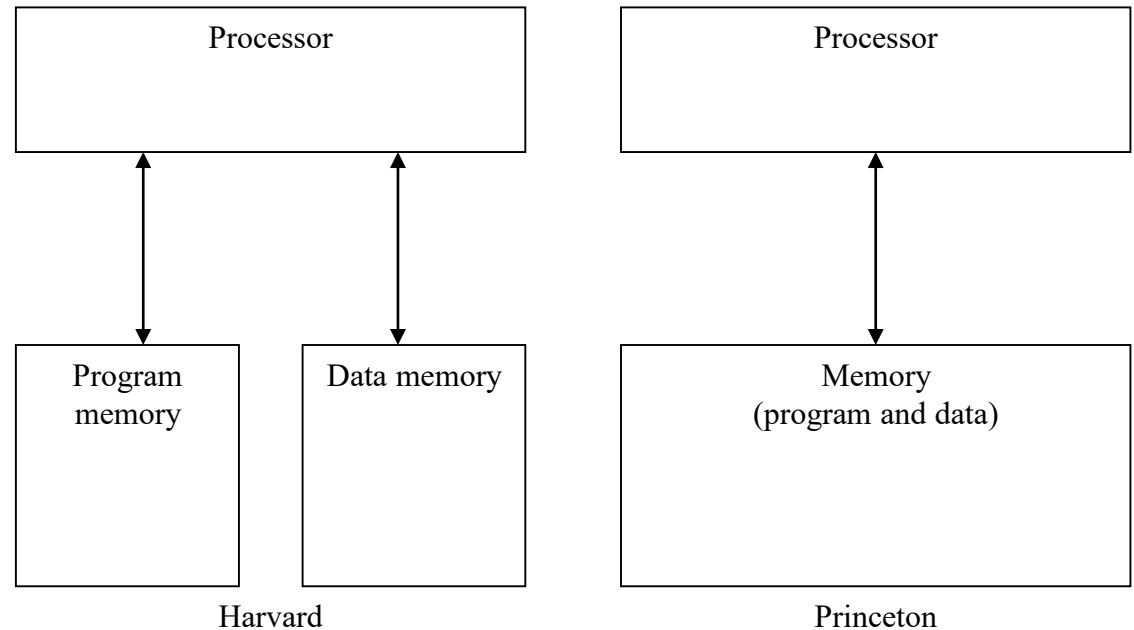 Processor
Program
memory
Data memory
Harvard
Processor
Memory
(program and data)
Princeton